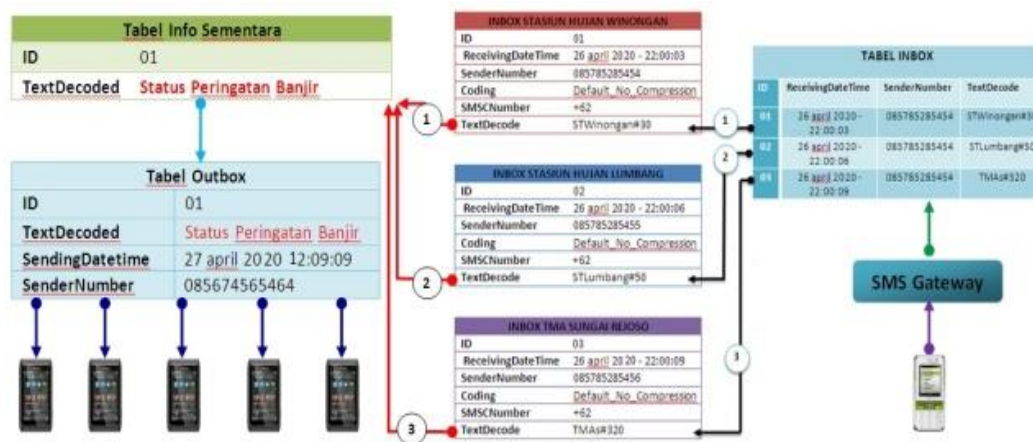 Tabel Info Sementara
ID 01
TextDecoded Status Peringatan Banjir
Tabel Outbox
ID 01
TextDecoded Status Peringatan Banjir
SendingDatetime 27 april 2020 12:09:09
SenderNumber 085674565464
INBOX STASIUN HUJAN WINONGAN
ID 01
ReceivingDateTime 26 april 2020 - 22:00:03
SenderNumber 085785285454
Coding Default_No_Compression
SMSCNumber +62
TextDecode STWinongan#30
1
INBOX STASIUN HUJAN LUMBANG
ID 02
ReceivingDateTime 26 april 2020 - 22:00:06
SenderNumber 085785285455
Coding Default_No_Compression
SMSCNumber +62
TextDecode STLumbang#50
2
INBOX TMA SUNGAI REJOSO
ID 03
ReceivingDateTime 26 april 2020 - 22:00:09
SenderNumber 085785285456
Coding Default_No_Compression
SMSCNumber +62
TextDecode TMAs#320
3
1
2
3
TABEL INBOX
ID ReceivingDateTime SenderNumber TextDecode
01 26 april 2020 - 085785285454 STWinongan#30
22:00:03
02 26 april 2020 - 085785285454 STLumbang#50
22:00:06
03 26 april 2020 - 085785285454 TMAs#320
22:00:09
SMS Gateway